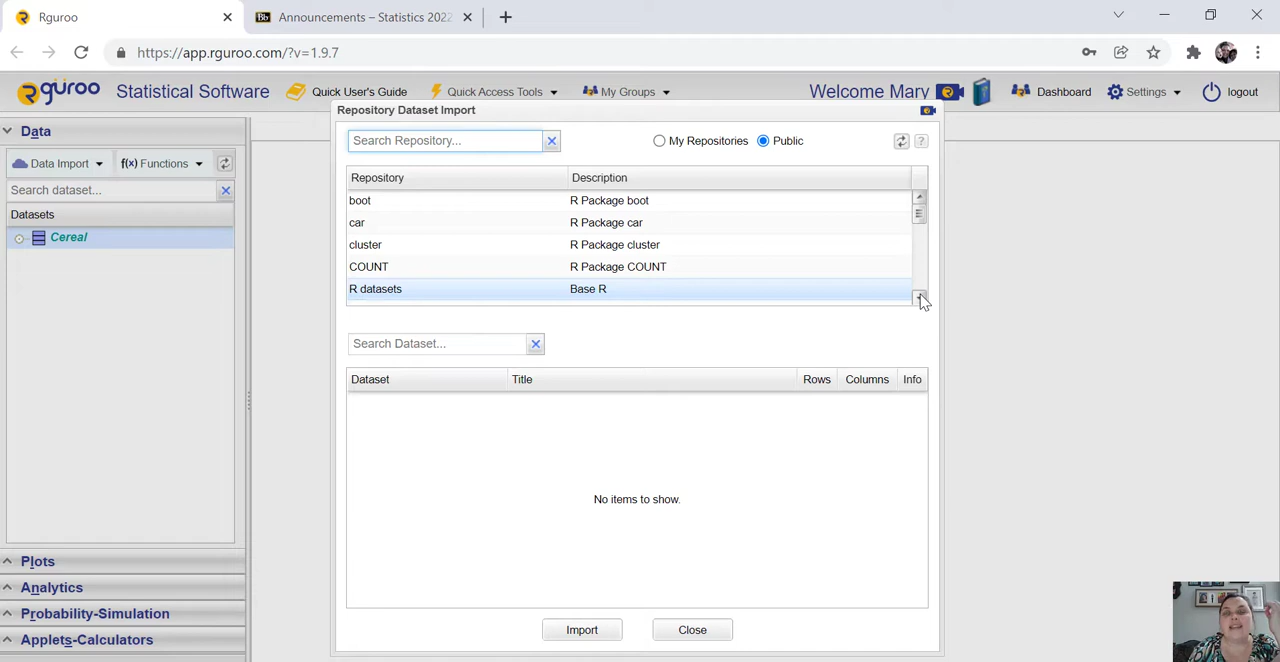 Rguroo
Announcements – Statistics 2022
https://app.rguroo.com/?v=1.9.7
rgüroo Statistical Software Quick User's Guide Quick Access Tools My Groups Welcome Mary Dashboard Settings logout
Repository Dataset Import
Data
Search Repository... My Repositories Public
Data Import f(x) Functions
Search dataset...
Datasets
Cereal
Repository Description
boot R Package boot
car R Package car
cluster R Package cluster
COUNT R Package COUNT
R datasets Base R
Search Dataset...
Dataset Title Rows Columns Info
No items to show.
Plots
Analytics
Probability-Simulation
Applets-Calculators
Import Close